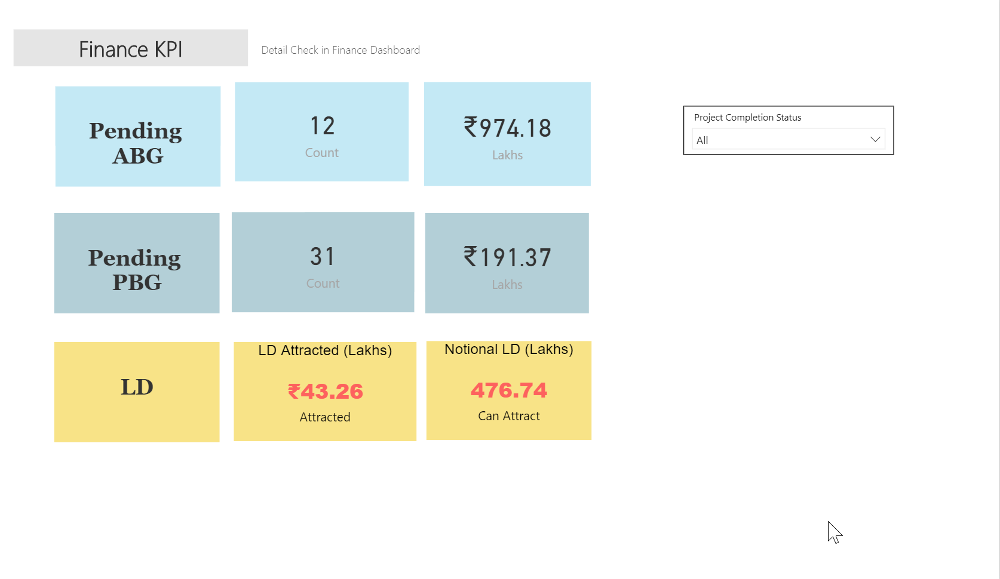 Finance KPI
Detail Check in Finance Dashboard
Pending
ABG
12
Count
₹974.18
Lakhs
Project Completion Status
All
Pending
PBG
31
Count
₹191.37
Lakhs
LD
LD Attracted (Lakhs)
₹43.26
Attracted
Notional LD (Lakhs)
476.74
Can Attract